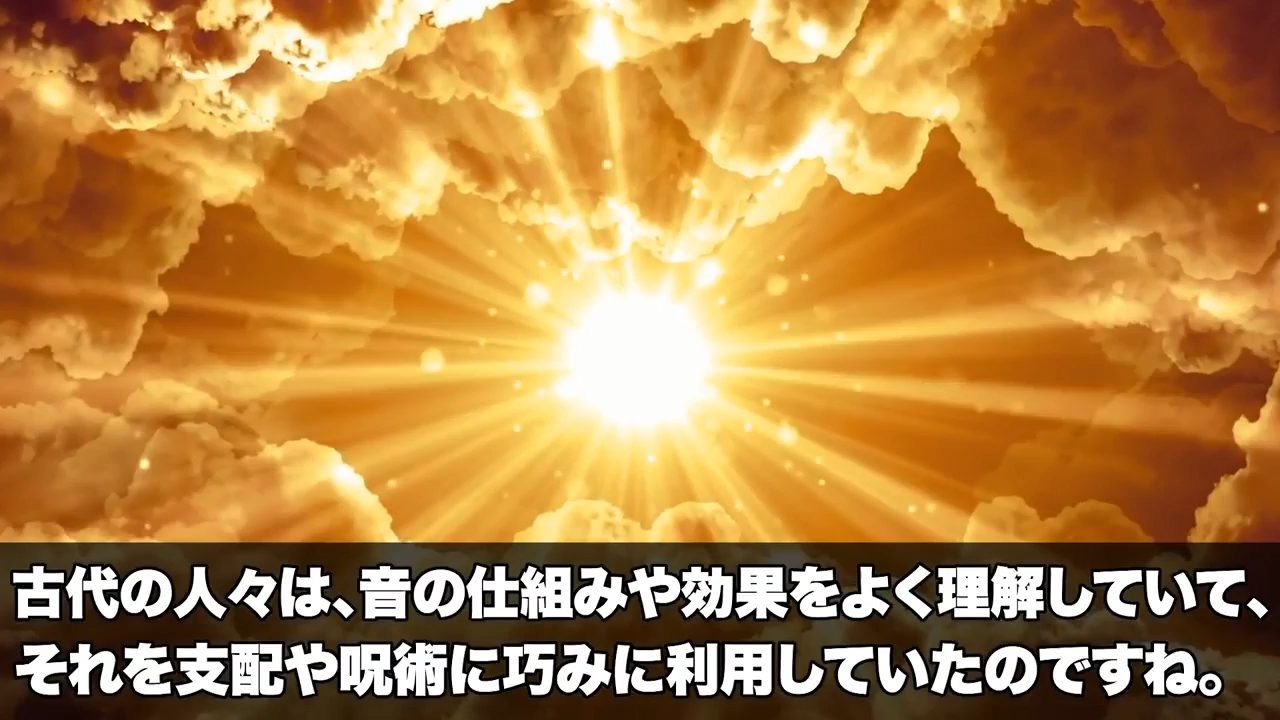 古代の人々は、音の仕組みや効果をよく理解していて、
それを支配や呪術に巧みに利用していたのですね。